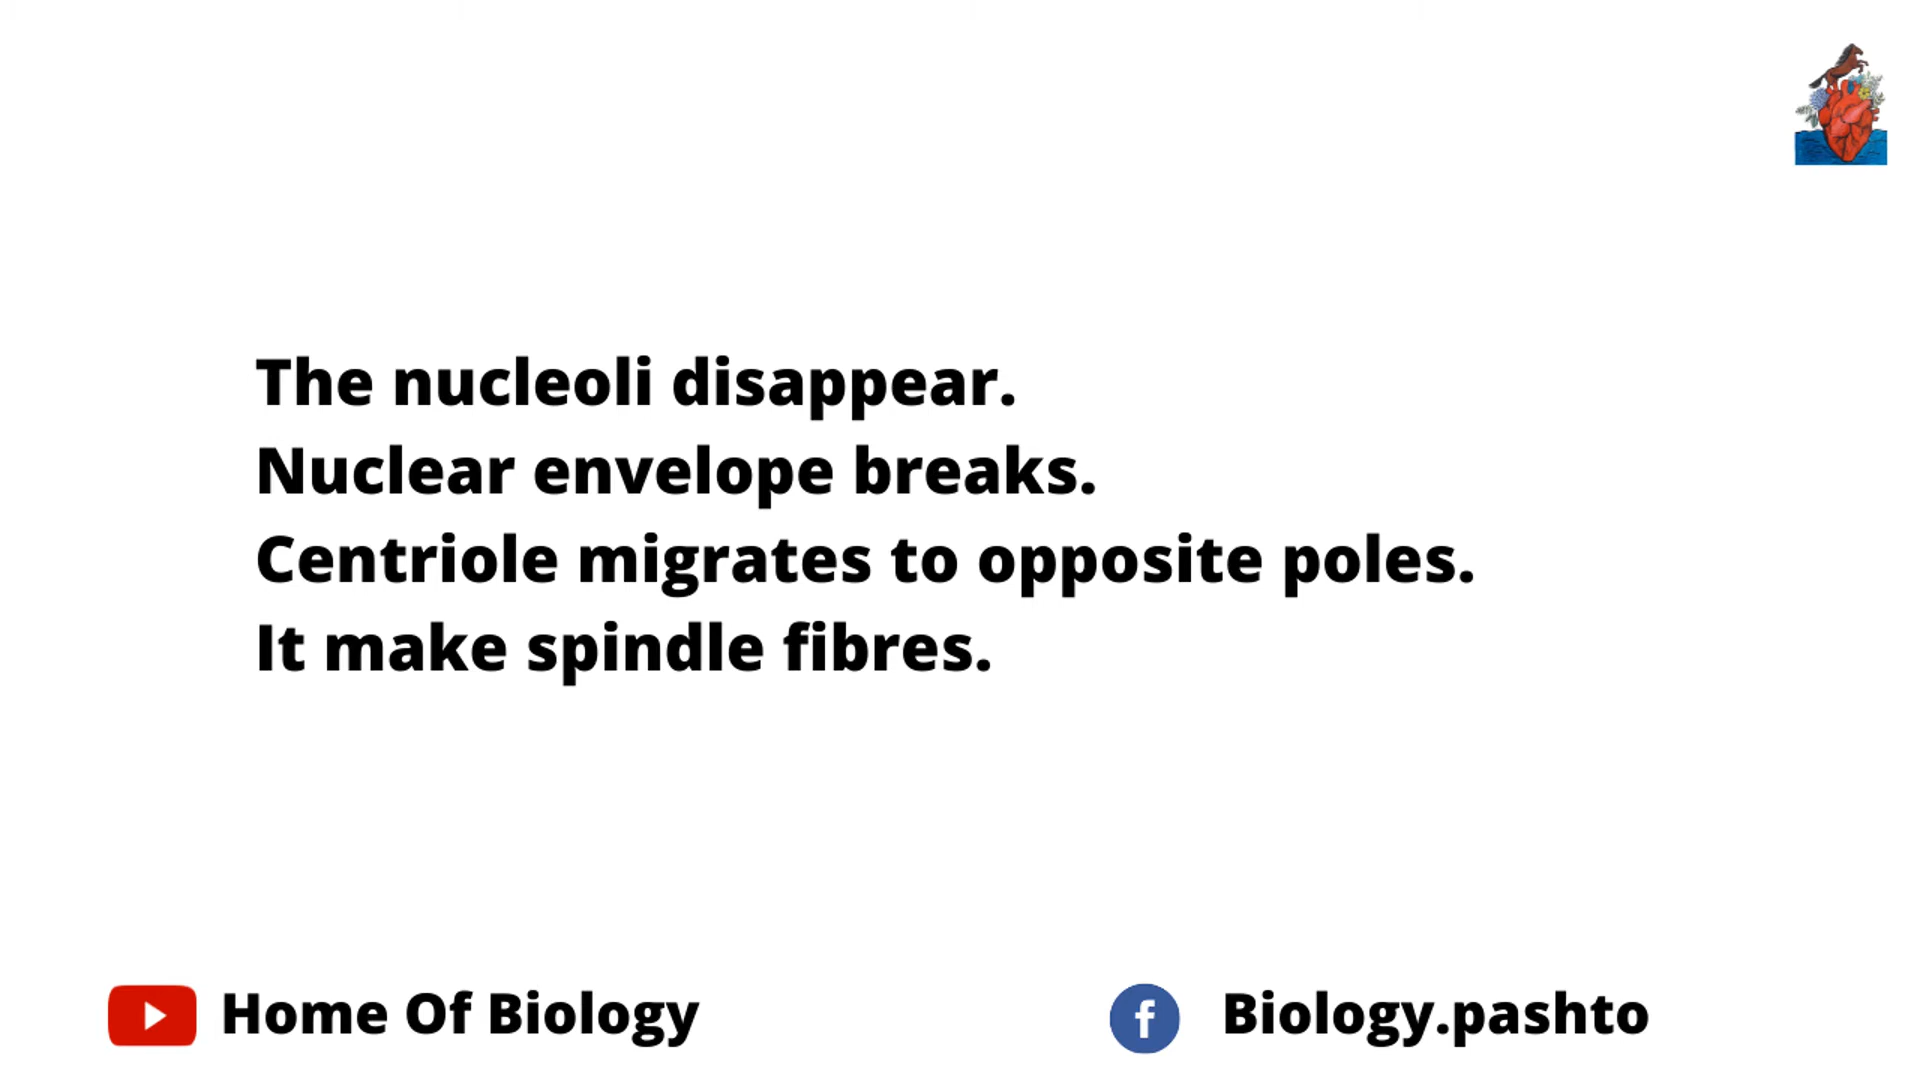 The nucleoli disappear.
Nuclear envelope breaks.
Centriole migrates to opposite poles.
It make spindle fibres.
Home Of Biology
Biology.pashto